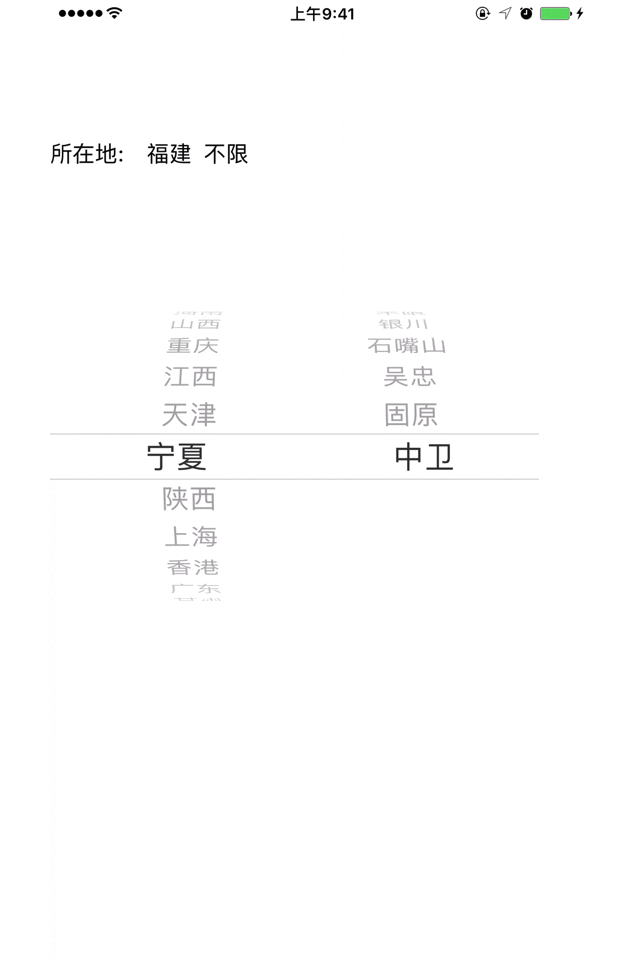 上午9:41
所在地: 福建 不限
山西 银川
重庆 石嘴山
江西 吴忠
天津 固原
宁夏 中卫
陕西
上海
香港
广东